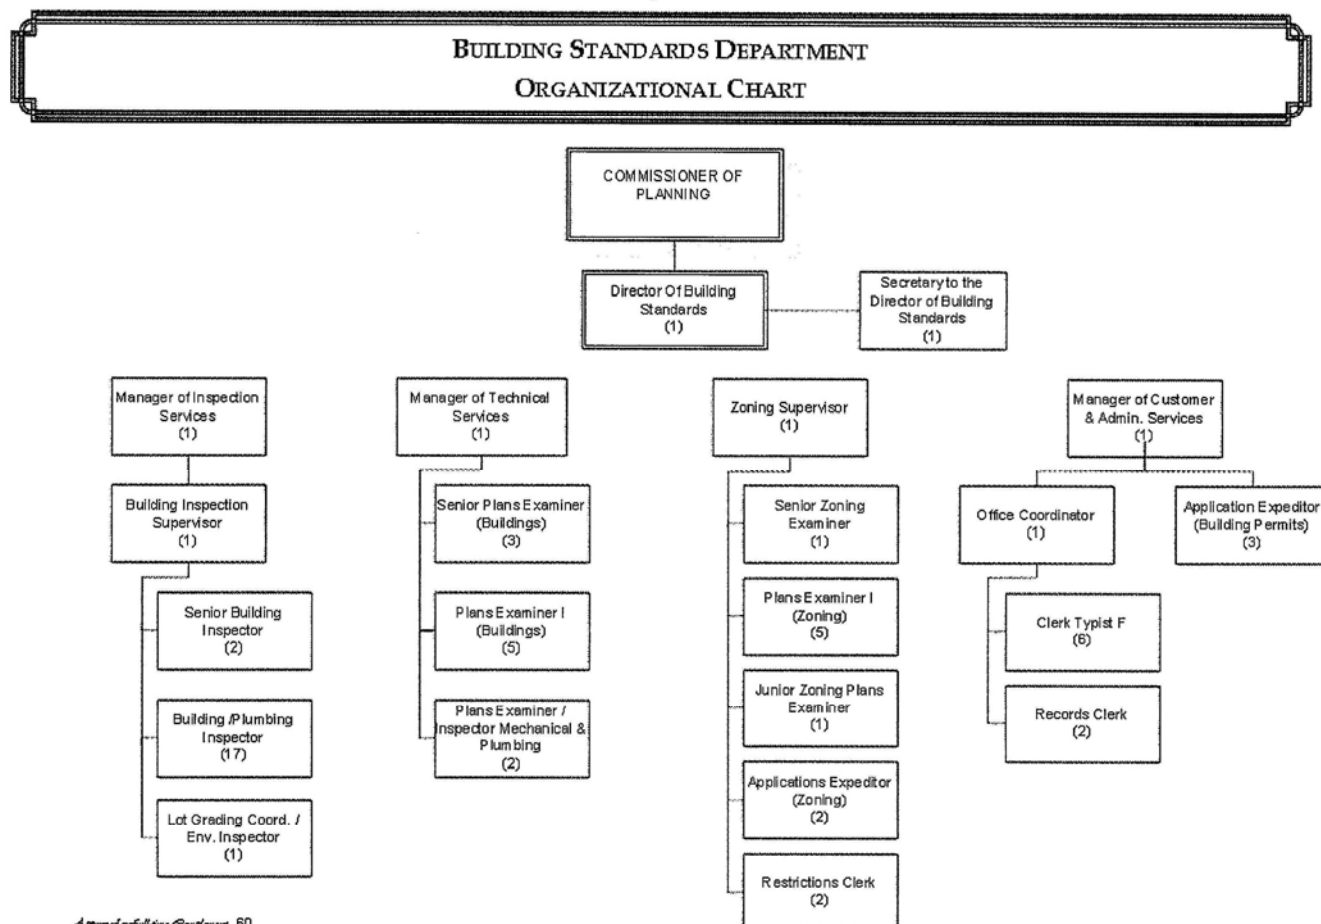 BUILDING STANDARDS DEPARTMENT
ORGANIZATIONAL CHART
COMMISSIONER OF
PLANNING
Director Of Building
Standards
(1)
Secretary to the
Director of Building
Standards
(1)
Manager of Inspection
Services
(1)
Building Inspection
Supervisor
(1)
Senior Building
Inspector
(2)
Building /Plumbing
Inspector
(17)
Lot Grading Coord. /
Env. Inspector
(1)
Manager of Technical
Services
(1)
Senior Plans Examiner
(Buildings)
(3)
Plans Examiner I
(Buildings)
(5)
Plans Examiner /
Inspector Mechanical &
Plumbing
(2)
Zoning Supervisor
(1)
Senior Zoning
Examiner
(1)
Plans Examiner I
(Zoning)
(5)
Junior Zoning Plans
Examiner
(1)
Applications Expeditor
(Zoning)
(2)
Restrictions Clerk
(2)
Manager of Customer
& Admin. Services
(1)
Office Coordinator
(1)
Clerk Typist F
(6)
Records Clerk
(2)
Application Expeditor
(Building Permits)
(3)
60